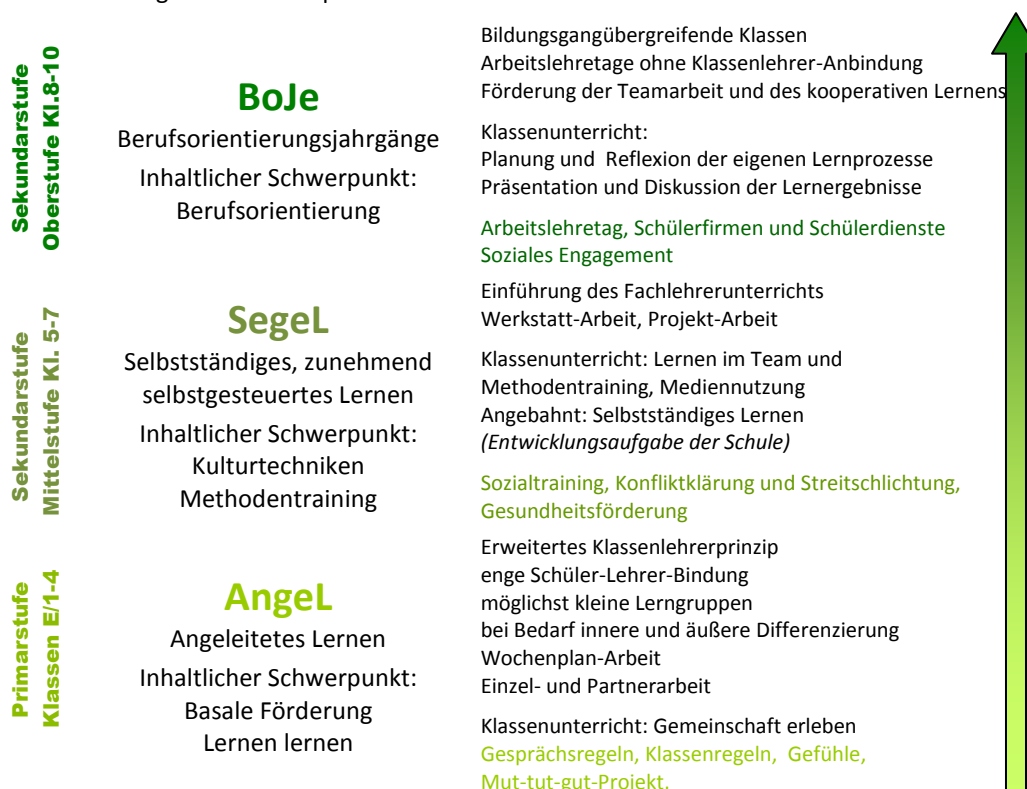 Sekundarstufe
Oberstufe Kl.8-10
BoJe
Berufsorientierungsjahrgänge
Inhaltlicher Schwerpunkt:
Berufsorientierung
Bildungsgangübergreifende Klassen
Arbeitslehretage ohne Klassenlehrer-Anbindung
Förderung der Teamarbeit und des kooperativen Lernens
Klassenunterricht:
Planung und Reflexion der eigenen Lernprozesse
Präsentation und Diskussion der Lernergebnisse
Arbeitslehretag, Schülerfirmen und Schülerdienste
Soziales Engagement
Sekundarstufe
Mittelstufe Kl. 5-7
SegeL
Selbstständiges, zunehmend
selbstgesteuertes Lernen
Inhaltlicher Schwerpunkt:
Kulturtechniken
Methodentraining
Einführung des Fachlehrerunterrichts
Werkstatt-Arbeit, Projekt-Arbeit
Klassenunterricht: Lernen im Team und
Methodentraining, Mediennutzung
Angebahnt: Selbstständiges Lernen
(Entwicklungsaufgabe der Schule)
Sozialtraining, Konfliktklärung und Streitschlichtung,
Gesundheitsförderung
Primarstufe
Klassen E/1-4
AngeL
Angeleitetes Lernen
Inhaltlicher Schwerpunkt:
Basale Förderung
Lernen lernen
Erweitertes Klassenlehrerprinzip
enge Schüler-Lehrer-Bindung
möglichst kleine Lerngruppen
bei Bedarf innere und äußere Differenzierung
Wochenplan-Arbeit
Einzel- und Partnerarbeit
Klassenunterricht: Gemeinschaft erleben
Gesprächsregeln, Klassenregeln, Gefühle,
Mut-tut-gut-Projekt.